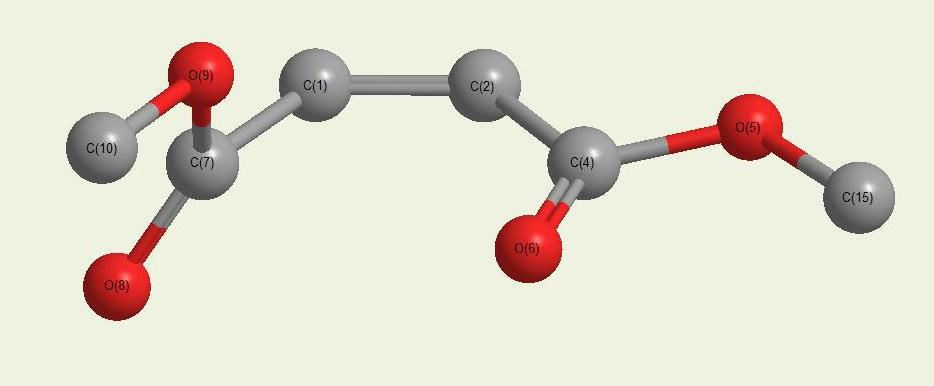 O(9)
C(1)
C(2)
O(5)
C(10)
C(7)
C(4)
C(15)
O(6)
O(8)